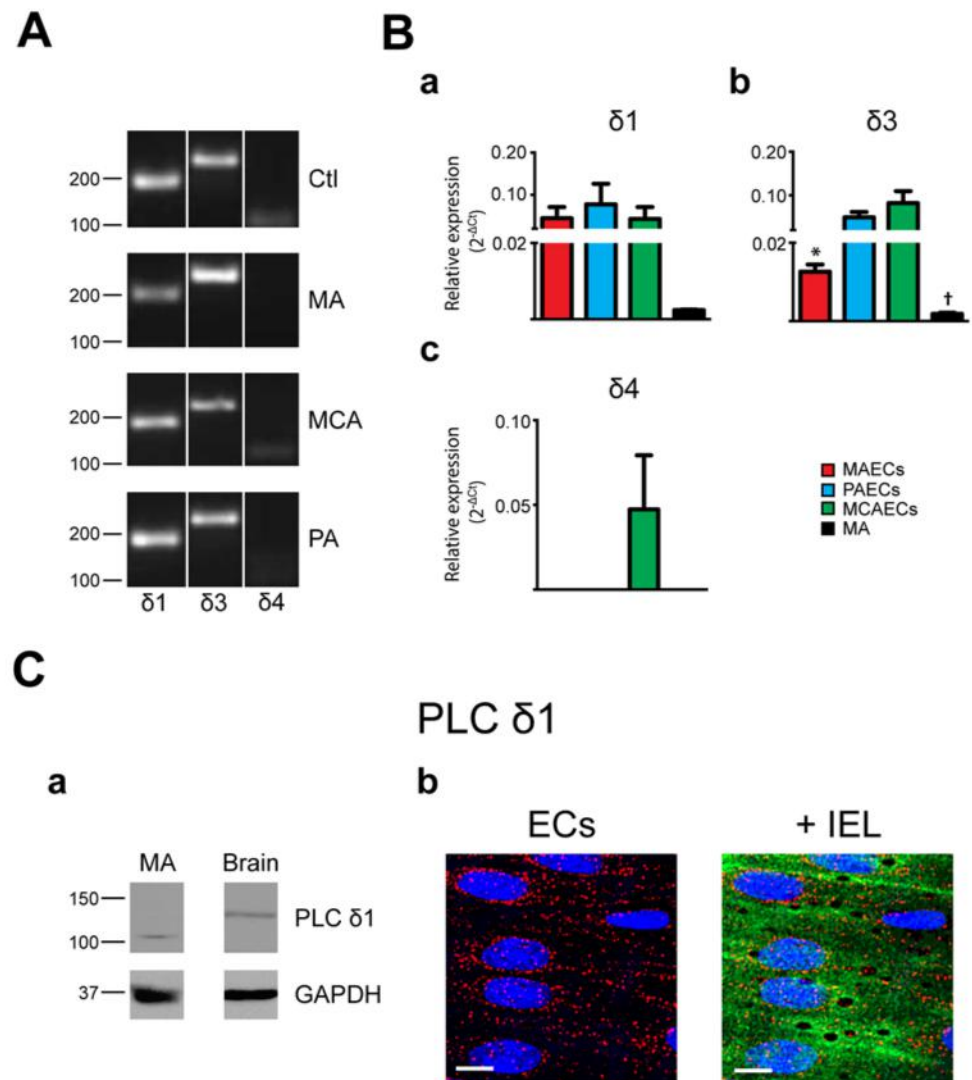 A
200
100
Ctl
200
100
MA
200
100
MCA
200
100
PA
δ1 δ3 δ4
B
a
δ1
Relative expression
(2^-ΔCt)
0.20
0.10
0.02
b
δ3
0.20
0.10
0.02
*
†
c
δ4
Relative expression
(2^-ΔCt)
0.10
0.05
MAECs
PAECs
MCAECs
MA
C
PLC δ1
a
MA Brain
150
100
PLC δ1
37
GAPDH
b
ECs
+ IEL